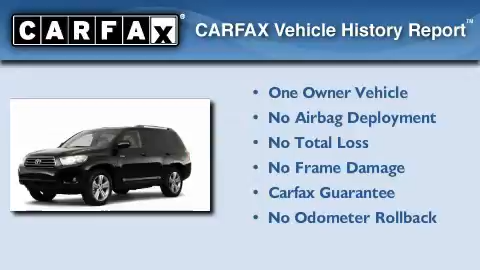 CARFAX® CARFAX Vehicle History Report™
• One Owner Vehicle
• No Airbag Deployment
• No Total Loss
• No Frame Damage
• Carfax Guarantee
• No Odometer Rollback